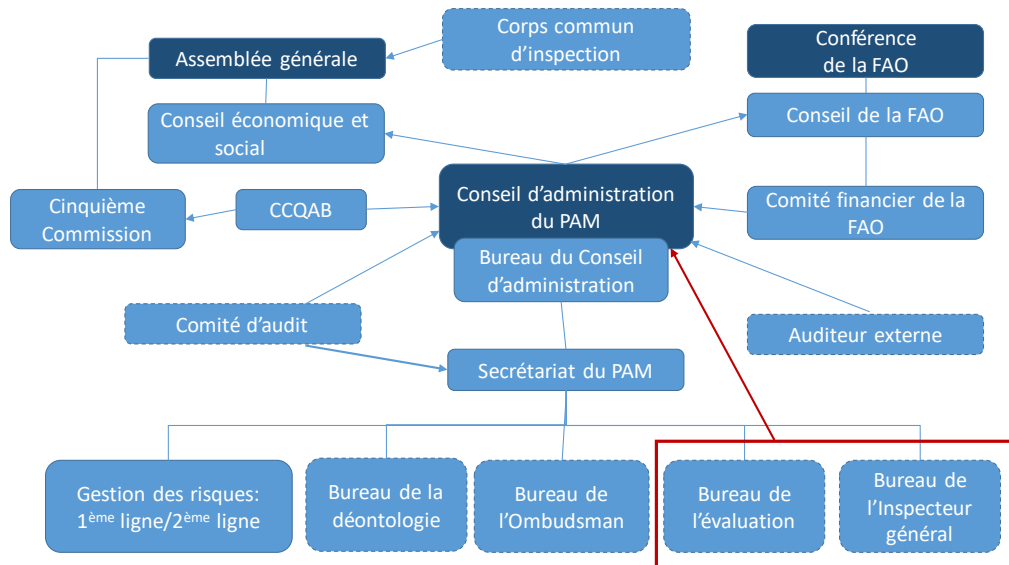 Corps commun
d'inspection
Assemblée générale
Conférence
de la FAO
Conseil économique et
social
Conseil de la FAO
Cinquième
Commission
CCQAB
Conseil d'administration
du PAM
Comité financier de la
FAO
Bureau du Conseil
d'administration
Comité d'audit
Auditeur externe
Secrétariat du PAM
Gestion des risques:
1ème ligne/2ème ligne
Bureau de la
déontologie
Bureau de
l'Ombudsman
Bureau de
l'évaluation
Bureau de
l'Inspecteur
général